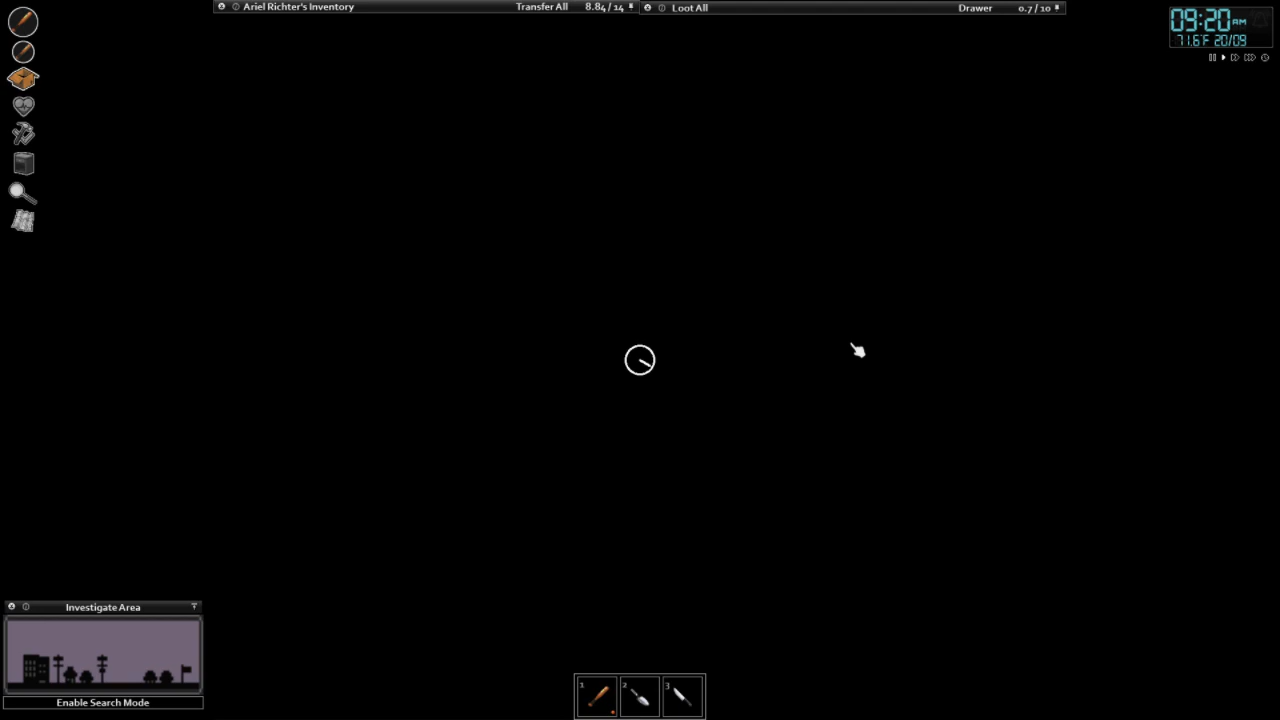 Ariel Richter's Inventory Transfer All 8.84 / 14
Loot All Drawer 0.7 / 10
09:20 AM
71.6°F 20/09
Investigate Area
Enable Search Mode
1 2 3